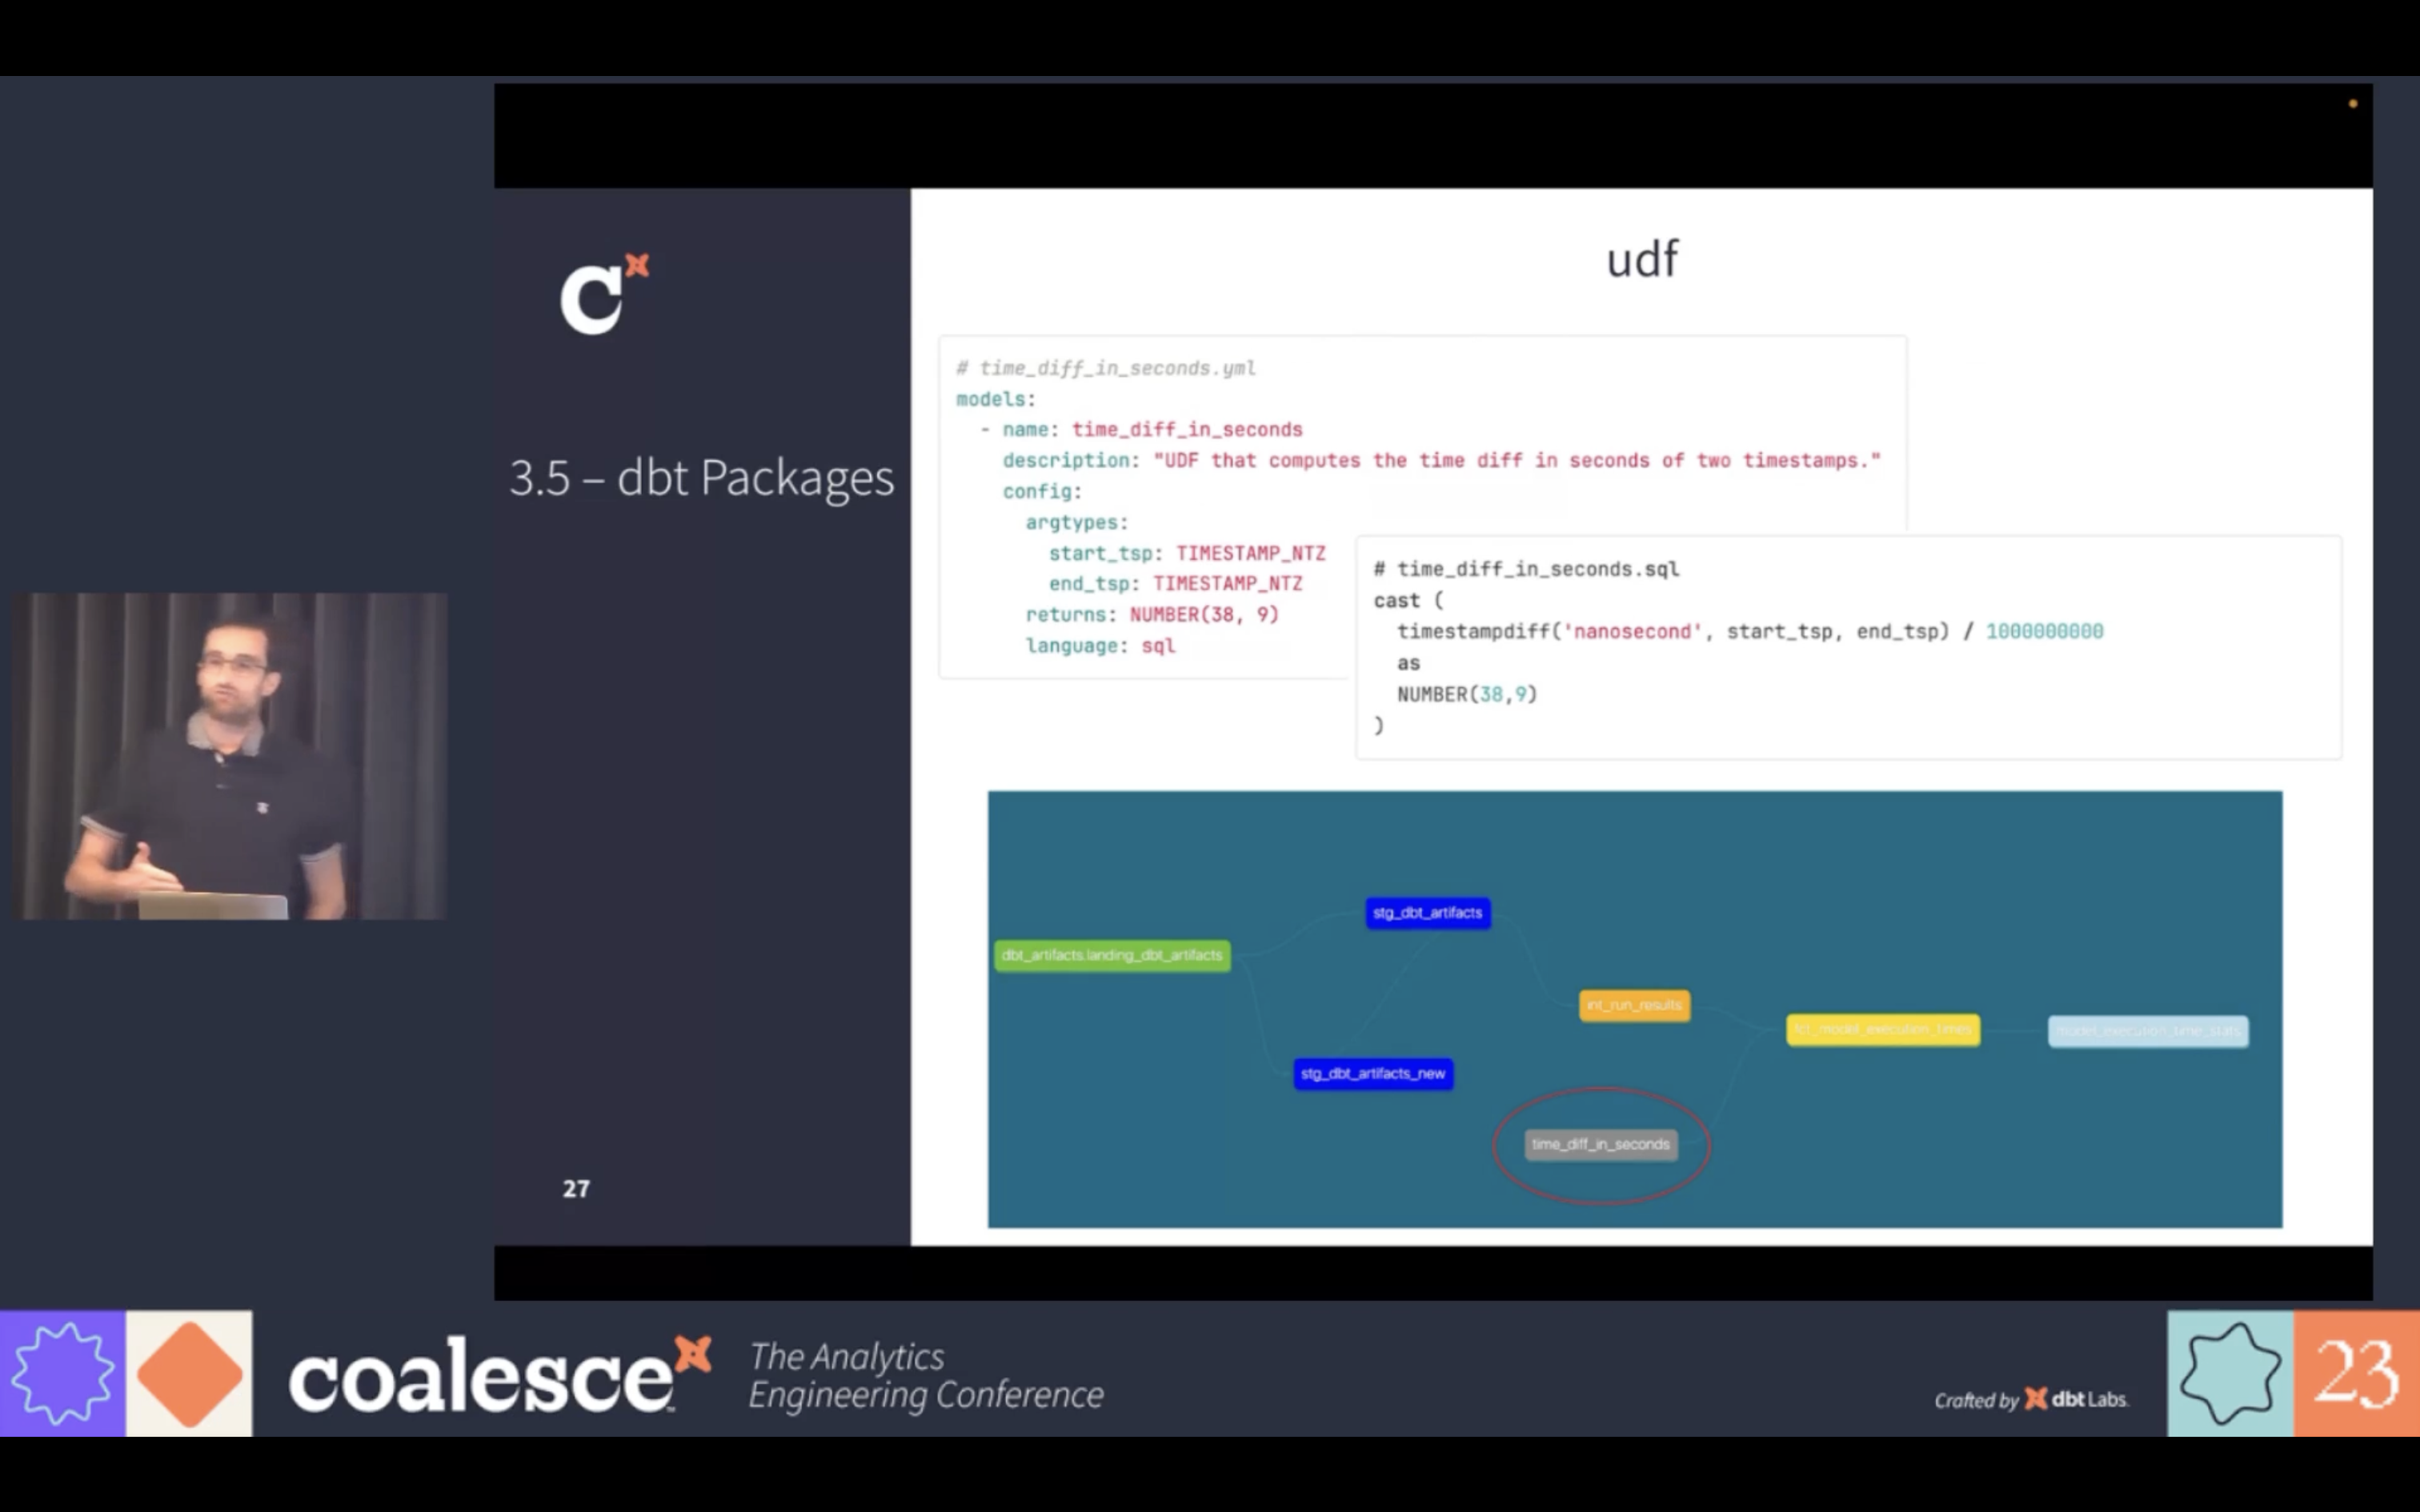 C
3.5 – dbt Packages
27
udf
# time_diff_in_seconds.yml
models:
  - name: time_diff_in_seconds
    description: "UDF that computes the time diff in seconds of two timestamps."
    config:
      argtypes:
        start_tsp: TIMESTAMP_NTZ
        end_tsp: TIMESTAMP_NTZ
      returns: NUMBER(38, 9)
      language: sql
# time_diff_in_seconds.sql
cast (
  timestampdiff('nanosecond', start_tsp, end_tsp) / 1000000000
  as
  NUMBER(38,9)
)
stg_dbt_artifacts
dbt_artifacts.landing_dbt_artifacts
int_run_results
fct_model_execution_times
model_execution_time_stats
stg_dbt_artifacts_new
time_diff_in_seconds
coalesce
The Analytics
Engineering Conference
Crafted by dbt Labs.
23